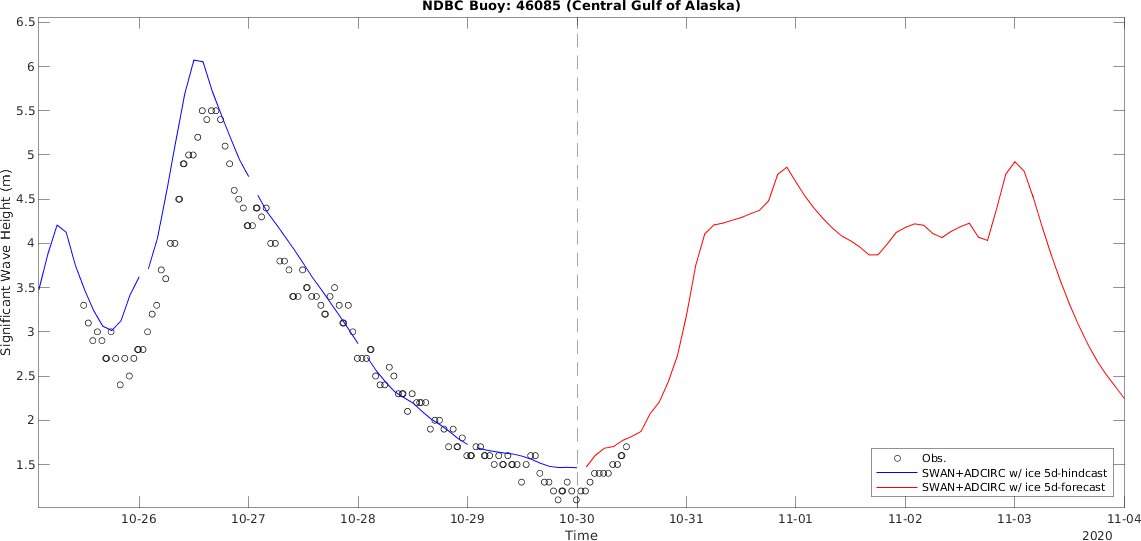 NDBC Buoy: 46085 (Central Gulf of Alaska)
6.5
6
5.5
5
4.5
4
3.5
3
2.5
2
1.5
Significant Wave Height (m)
Obs.
SWAN+ADCIRC w/ ice 5d-hindcast
SWAN+ADCIRC w/ ice 5d-forecast
10-26 10-27 10-28 10-29 10-30 10-31 11-01 11-02 11-03 11-04
Time
2020